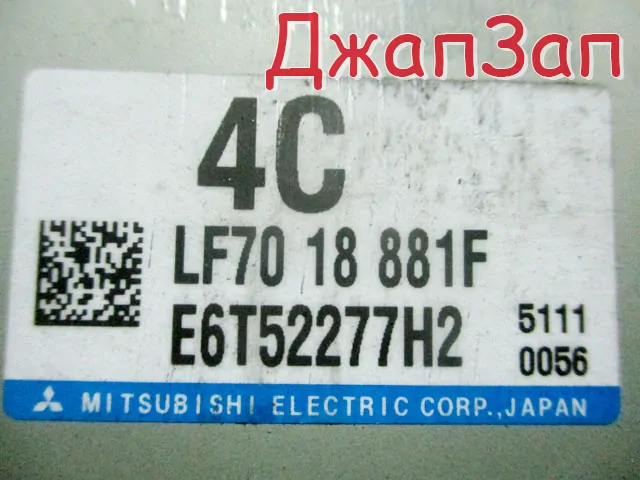 ДжапЗап
4C
LF70 18 881F
E6T52277H2
5111
0056
MITSUBISHI ELECTRIC CORP.,JAPAN